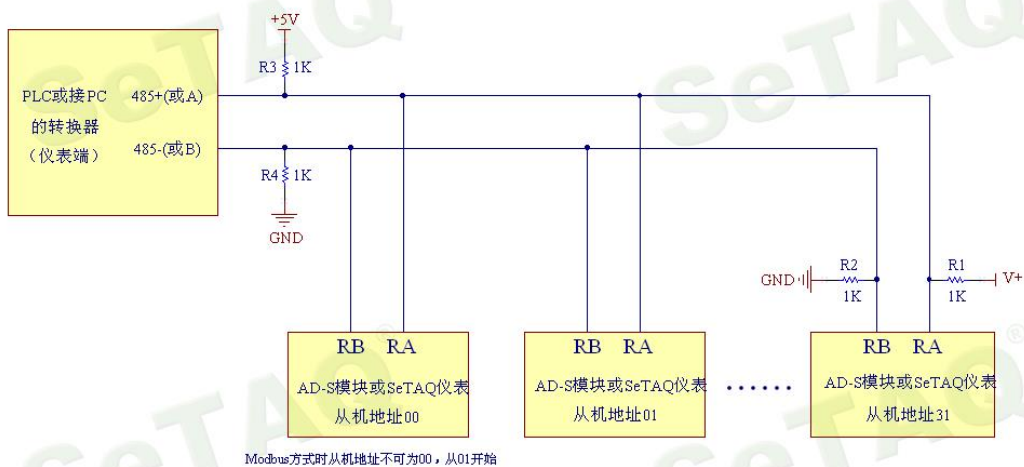 +5V
R3 1K
PLC或接PC
的转换器
(仪表端)
485+(或A)
485-(或B)
R4 1K
GND
GND
R2
1K
R1
1K
V+
RB RA
AD-S模块或SeTAQ仪表
从机地址00
RB RA
AD-S模块或SeTAQ仪表
从机地址01
······
RB RA
AD-S模块或SeTAQ仪表
从机地址31
Modbus方式时从机地址不可为00，从01开始
SeTAQ
SeTAQ
SeTAQ
SeTAQ®